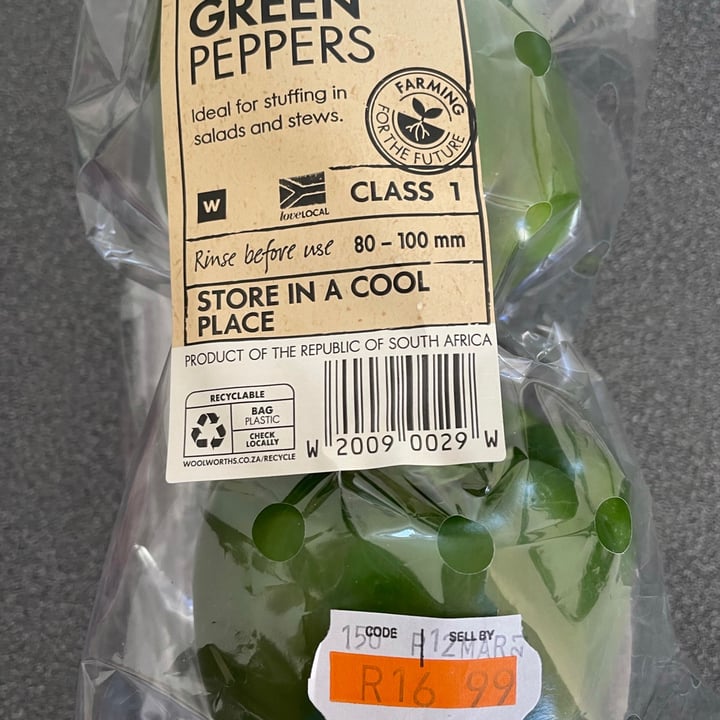 GREEN
PEPPERS
Ideal for stuffing in
salads and stews.
FARMING
FOR THE FUTURE
W
loveLOCAL
CLASS 1
Rinse before use 80 – 100 mm
STORE IN A COOL
PLACE
PRODUCT OF THE REPUBLIC OF SOUTH AFRICA
RECYCLABLE
BAG
PLASTIC
CHECK
LOCALLY
WOOLWORTHS.CO.ZA/RECYCLE
W 2009 0029 W
CODE SELL BY
150 12MAR
R16 99